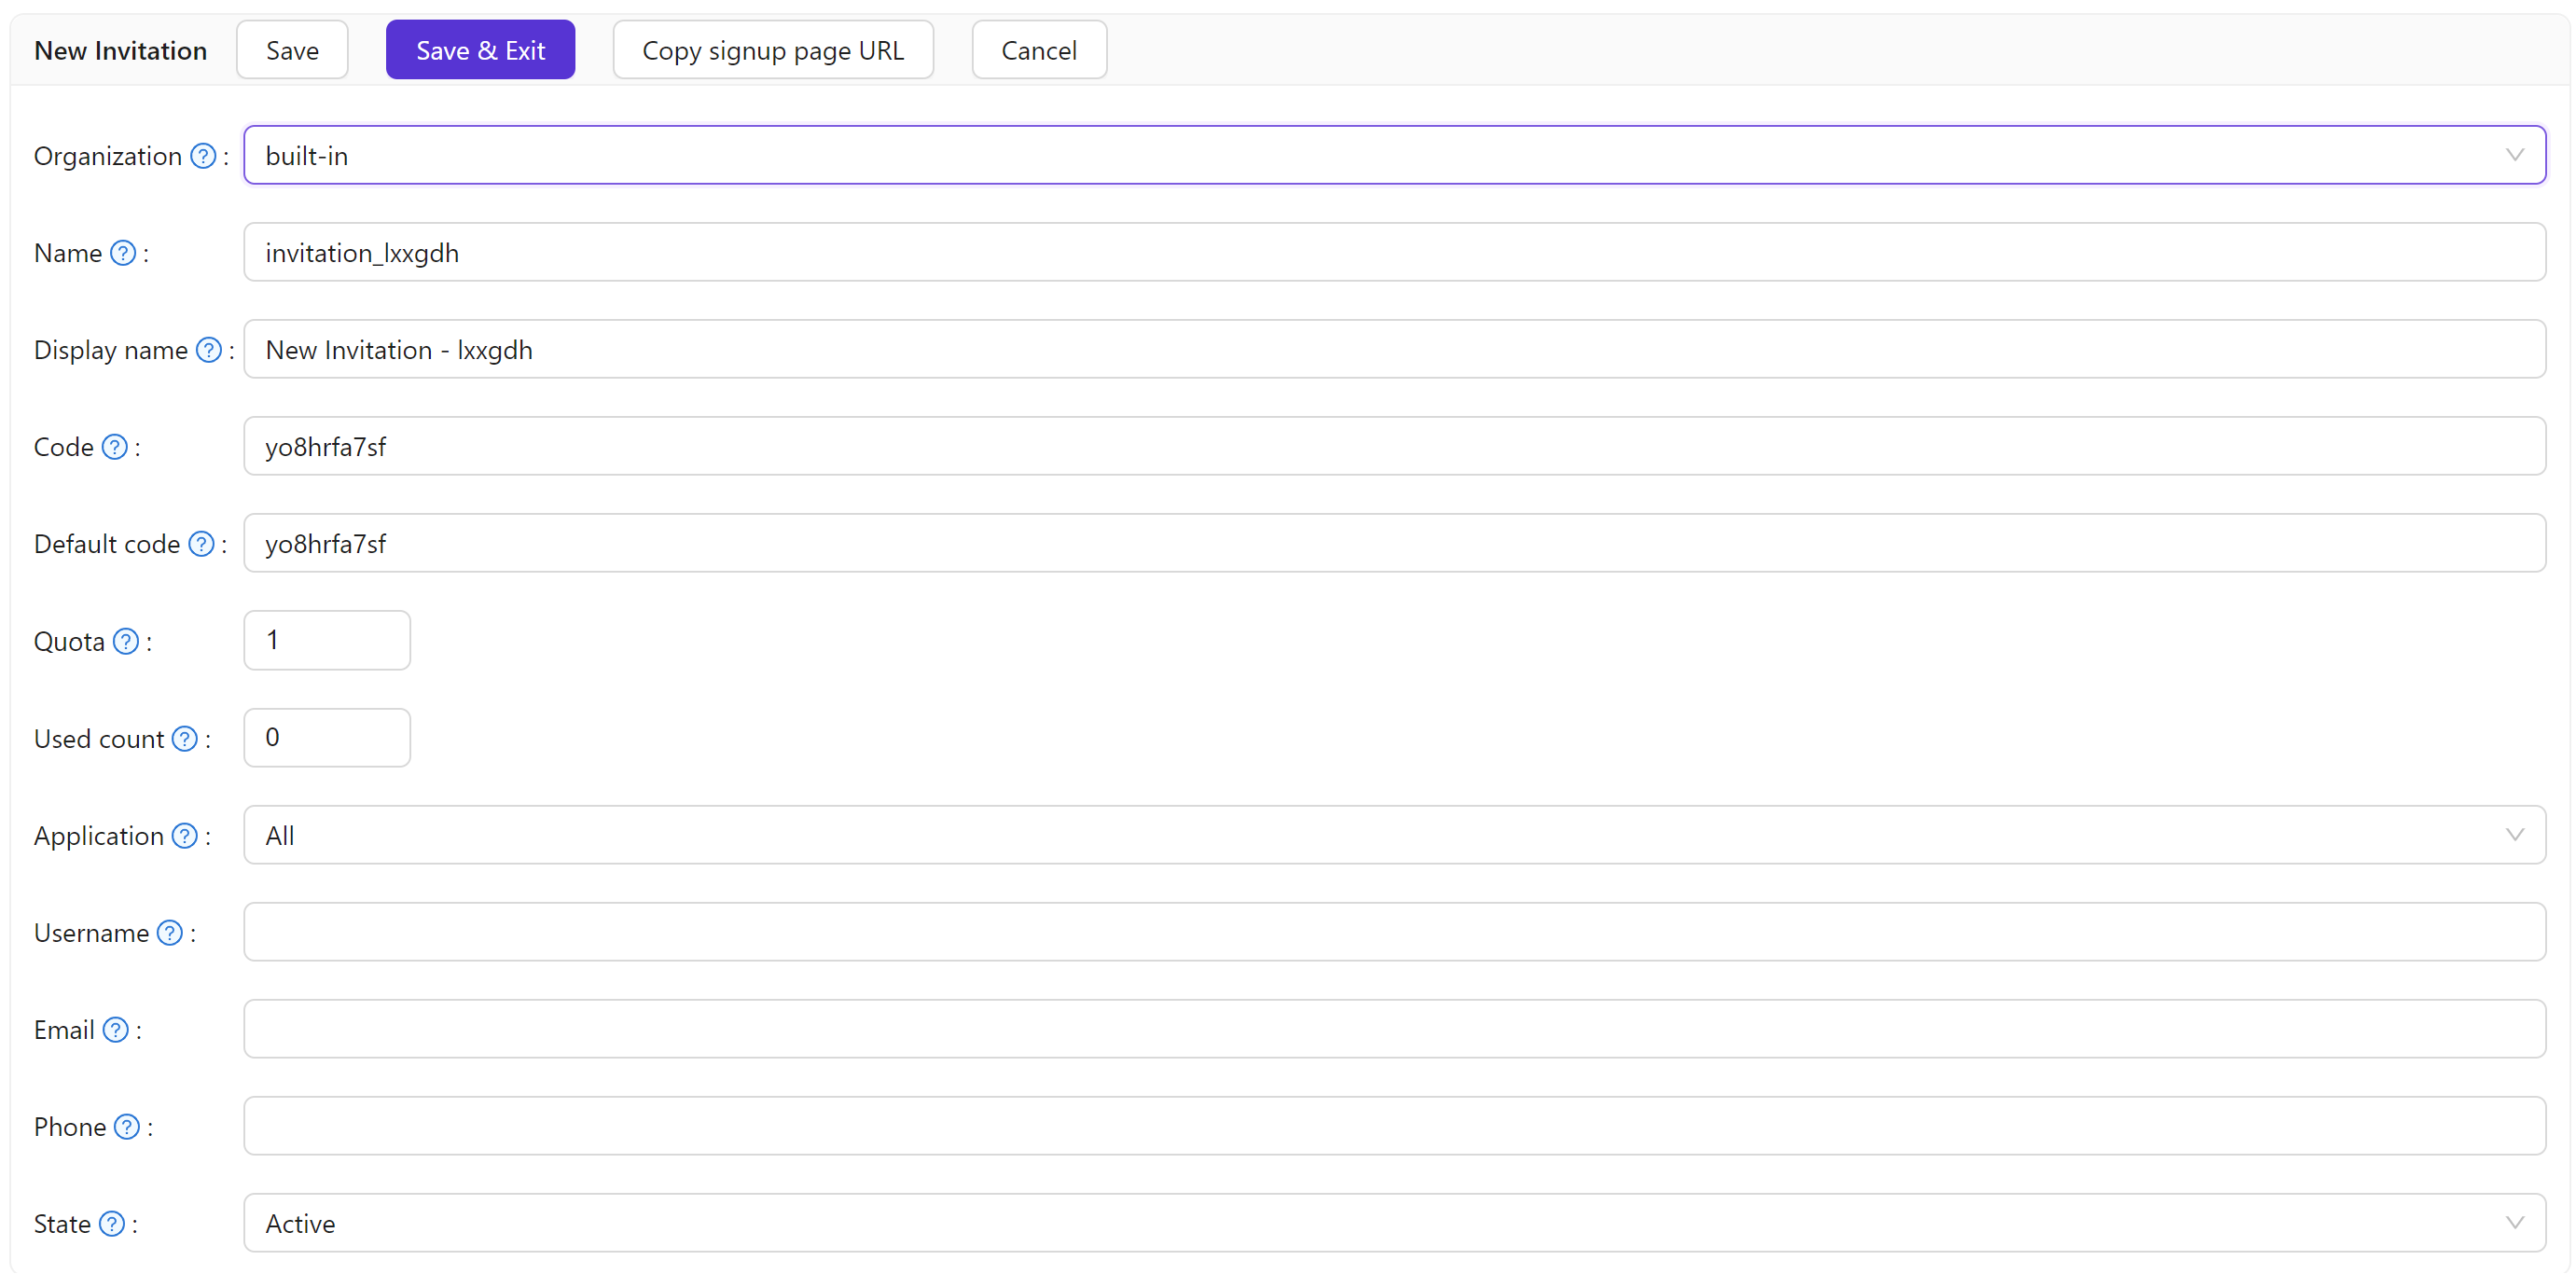 New Invitation Save Save & Exit Copy signup page URL Cancel
Organization ? : built-in
Name ? : invitation_lxxgdh
Display name ? : New Invitation - lxxgdh
Code ? : yo8hrfa7sf
Default code ? : yo8hrfa7sf
Quota ? : 1
Used count ? : 0
Application ? : All
Username ? :
Email ? :
Phone ? :
State ? : Active